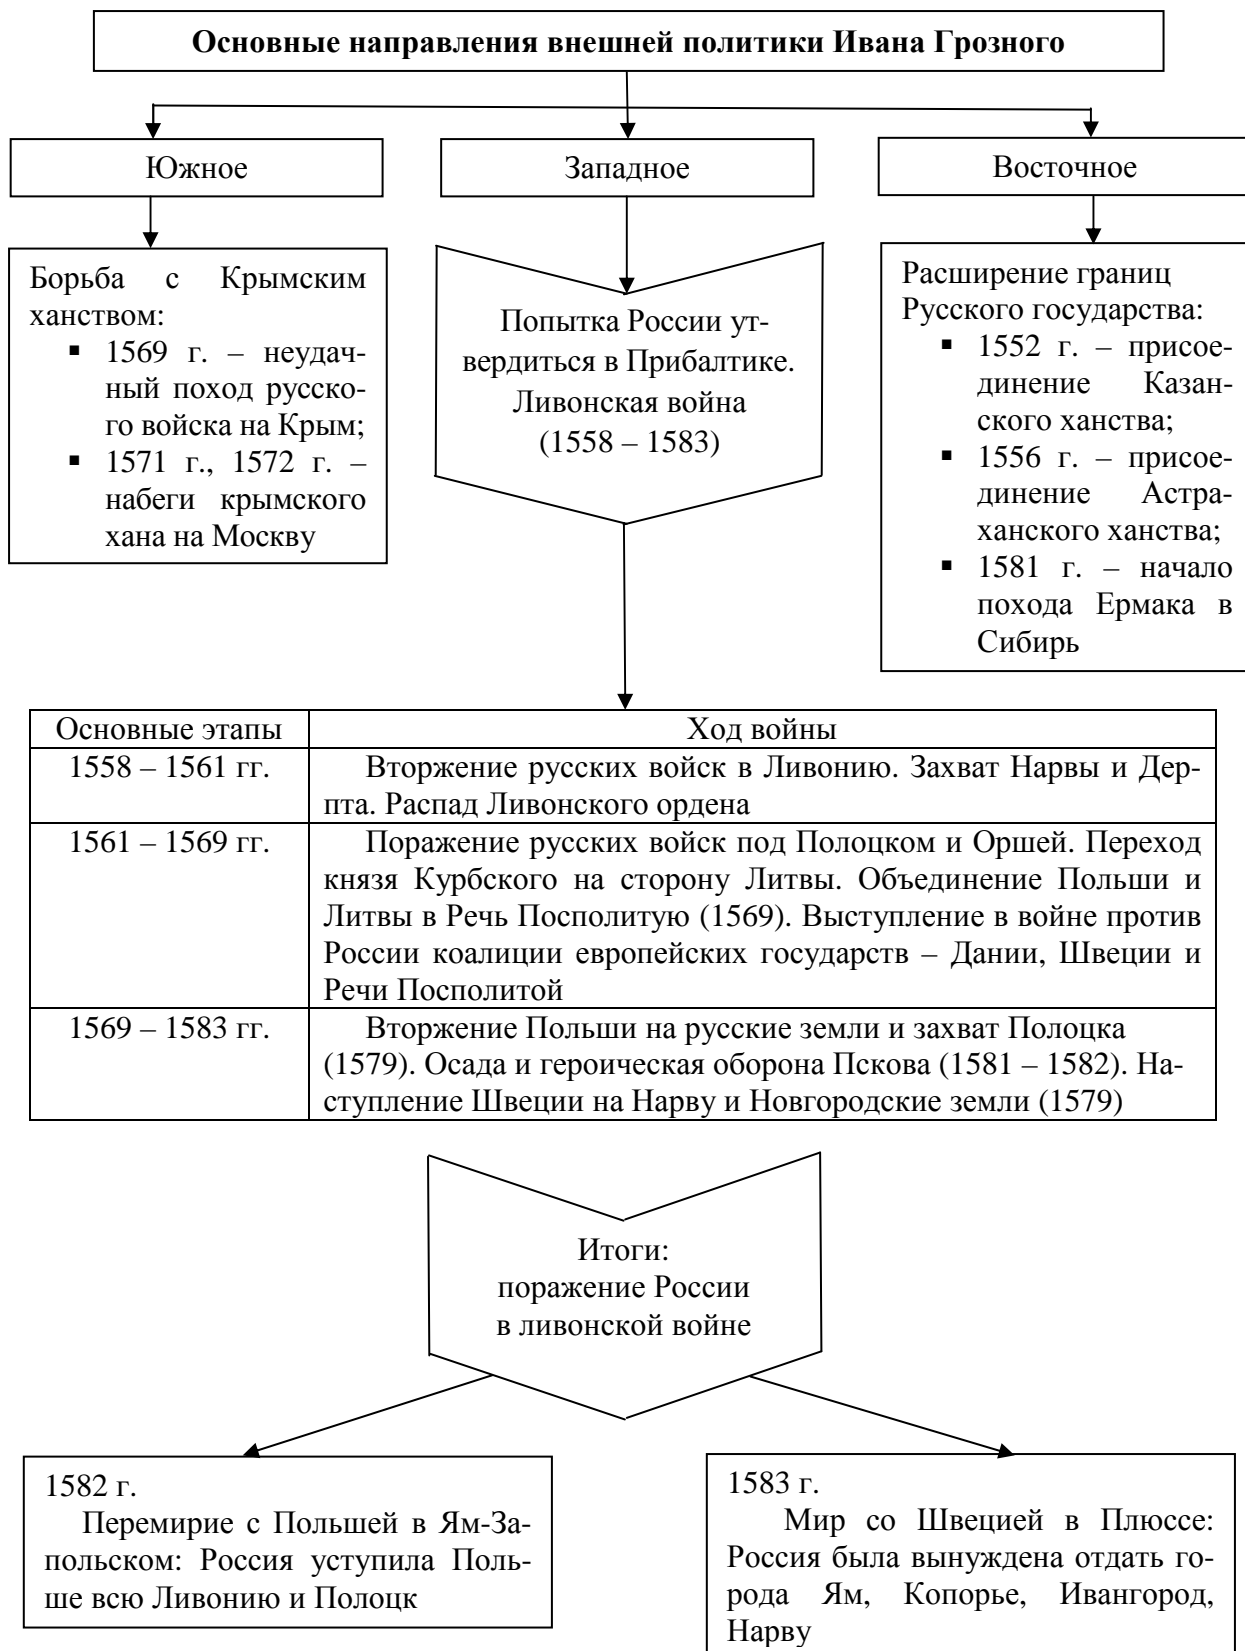 Основные направления внешней политики Ивана Грозного
Южное
Западное
Восточное
Борьба с Крымским
ханством:
▪ 1569 г. – неудач-
ный поход русско-
го войска на Крым;
▪ 1571 г., 1572 г. –
набеги крымского
хана на Москву
Попытка России ут-
вердиться в Прибалтике.
Ливонская война
(1558 – 1583)
Расширение границ
Русского государства:
▪ 1552 г. – присое-
динение Казан-
ского ханства;
▪ 1556 г. – присое-
динение Астра-
ханского ханства;
▪ 1581 г. – начало
похода Ермака в
Сибирь
Основные этапы
Ход войны
1558 – 1561 гг.
Вторжение русских войск в Ливонию. Захват Нарвы и Дер-
пта. Распад Ливонского ордена
1561 – 1569 гг.
Поражение русских войск под Полоцком и Оршей. Переход
князя Курбского на сторону Литвы. Объединение Польши и
Литвы в Речь Посполитую (1569). Выступление в войне против
России коалиции европейских государств – Дании, Швеции и
Речи Посполитой
1569 – 1583 гг.
Вторжение Польши на русские земли и захват Полоцка
(1579). Осада и героическая оборона Пскова (1581 – 1582). На-
ступление Швеции на Нарву и Новгородские земли (1579)
Итоги:
поражение России
в ливонской войне
1582 г.
Перемирие с Польшей в Ям-За-
польском: Россия уступила Поль-
ше всю Ливонию и Полоцк
1583 г.
Мир со Швецией в Плюссе:
Россия была вынуждена отдать го-
рода Ям, Копорье, Ивангород,
Нарву